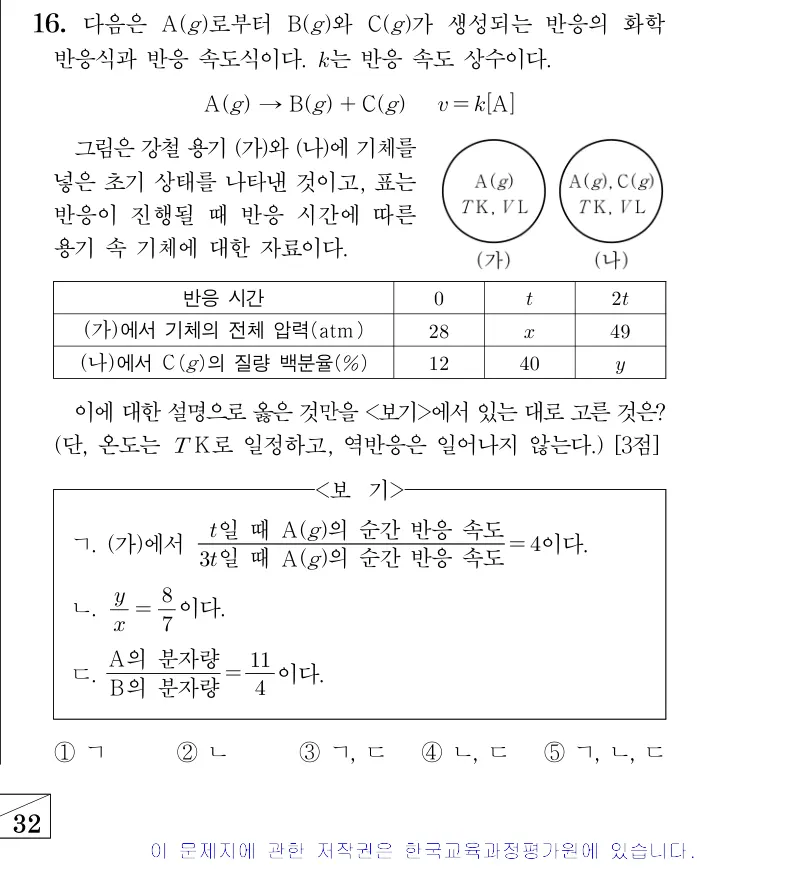 16. 다음은 A(g)로부터 B(g)와 C(g)가 생성되는 반응의 화학
반응식과 반응 속도식이다. k는 반응 속도 상수이다.
A(g) → B(g) + C(g) v = k[A]
그림은 강철 용기 (가)와 (나)에 기체를
넣은 초기 상태를 나타낸 것이고, 표는
반응이 진행될 때 반응 시간에 따른
용기 속 기체에 대한 자료이다.
A(g)
T K, V L
(가)
A(g), C(g)
T K, V L
(나)
반응 시간 0 t 2t
(가)에서 기체의 전체 압력(atm) 28 x 49
(나)에서 C(g)의 질량 백분율(%) 12 40 y
이에 대한 설명으로 옳은 것만을 <보기>에서 있는 대로 고른 것은?
(단, 온도는 T K로 일정하고, 역반응은 일어나지 않는다.) [3점]
<보 기>
ㄱ. (가)에서 t일 때 A(g)의 순간 반응 속도 / 3t일 때 A(g)의 순간 반응 속도 = 4이다.
ㄴ. y/x = 8/7이다.
ㄷ. A의 분자량 / B의 분자량 = 11/4이다.
① ㄱ ② ㄴ ③ ㄱ, ㄷ ④ ㄴ, ㄷ ⑤ ㄱ, ㄴ, ㄷ
32
이 문제지에 관한 저작권은 한국교육과정평가원에 있습니다.